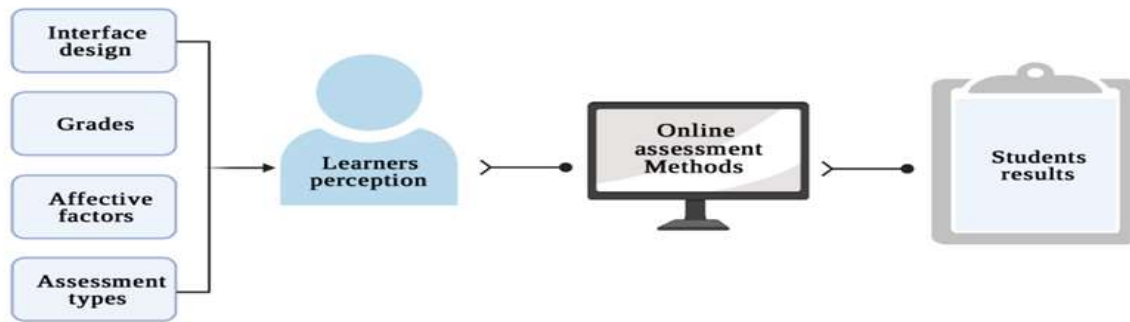 Interface
design
Grades
Affective
factors
Assessment
types
Learners
perception
Online
assessment
Methods
Students
results